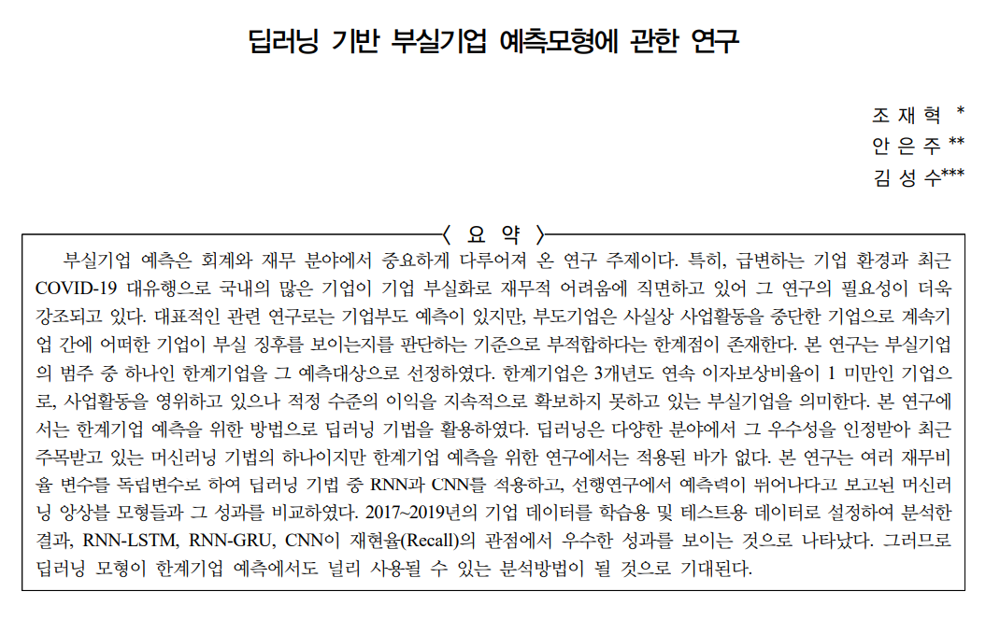 딥러닝 기반 부실기업 예측모형에 관한 연구
조 재 혁 *
안 은 주 **
김 성 수***
〈 요 약 〉
부실기업 예측은 회계와 재무 분야에서 중요하게 다루어져 온 연구 주제이다. 특히, 급변하는 기업 환경과 최근
COVID-19 대유행으로 국내의 많은 기업이 기업 부실화로 재무적 어려움에 직면하고 있어 그 연구의 필요성이 더욱
강조되고 있다. 대표적인 관련 연구로는 기업부도 예측이 있지만, 부도기업은 사실상 사업활동을 중단한 기업으로 계속기
업 간에 어떠한 기업이 부실 징후를 보이는지를 판단하는 기준으로 부적합하다는 한계점이 존재한다. 본 연구는 부실기업
의 범주 중 하나인 한계기업을 그 예측대상으로 선정하였다. 한계기업은 3개년도 연속 이자보상비율이 1 미만인 기업으
로, 사업활동을 영위하고 있으나 적정 수준의 이익을 지속적으로 확보하지 못하고 있는 부실기업을 의미한다. 본 연구에
서는 한계기업 예측을 위한 방법으로 딥러닝 기법을 활용하였다. 딥러닝은 다양한 분야에서 그 우수성을 인정받아 최근
주목받고 있는 머신러닝 기법의 하나이지만 한계기업 예측을 위한 연구에서는 적용된 바가 없다. 본 연구는 여러 재무비
율 변수를 독립변수로 하여 딥러닝 기법 중 RNN과 CNN를 적용하고, 선행연구에서 예측력이 뛰어나다고 보고된 머신러
닝 앙상블 모형들과 그 성과를 비교하였다. 2017~2019년의 기업 데이터를 학습용 및 테스트용 데이터로 설정하여 분석한
결과, RNN-LSTM, RNN-GRU, CNN이 재현율(Recall)의 관점에서 우수한 성과를 보이는 것으로 나타났다. 그러므로
딥러닝 모형이 한계기업 예측에서도 널리 사용될 수 있는 분석방법이 될 것으로 기대된다.